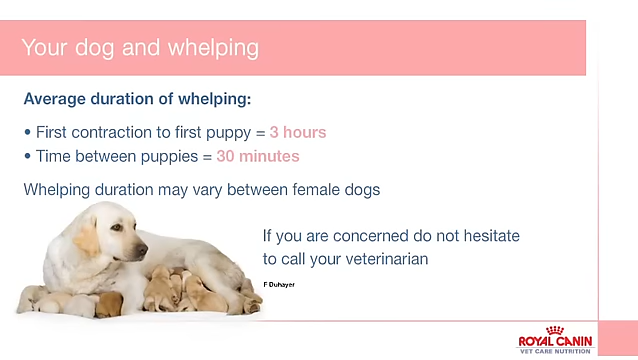 Your dog and whelping
Average duration of whelping:
• First contraction to first puppy = 3 hours
• Time between puppies = 30 minutes
Whelping duration may vary between female dogs
If you are concerned do not hesitate
to call your veterinarian
F Duhayer
ROYAL CANIN
VET CARE NUTRITION